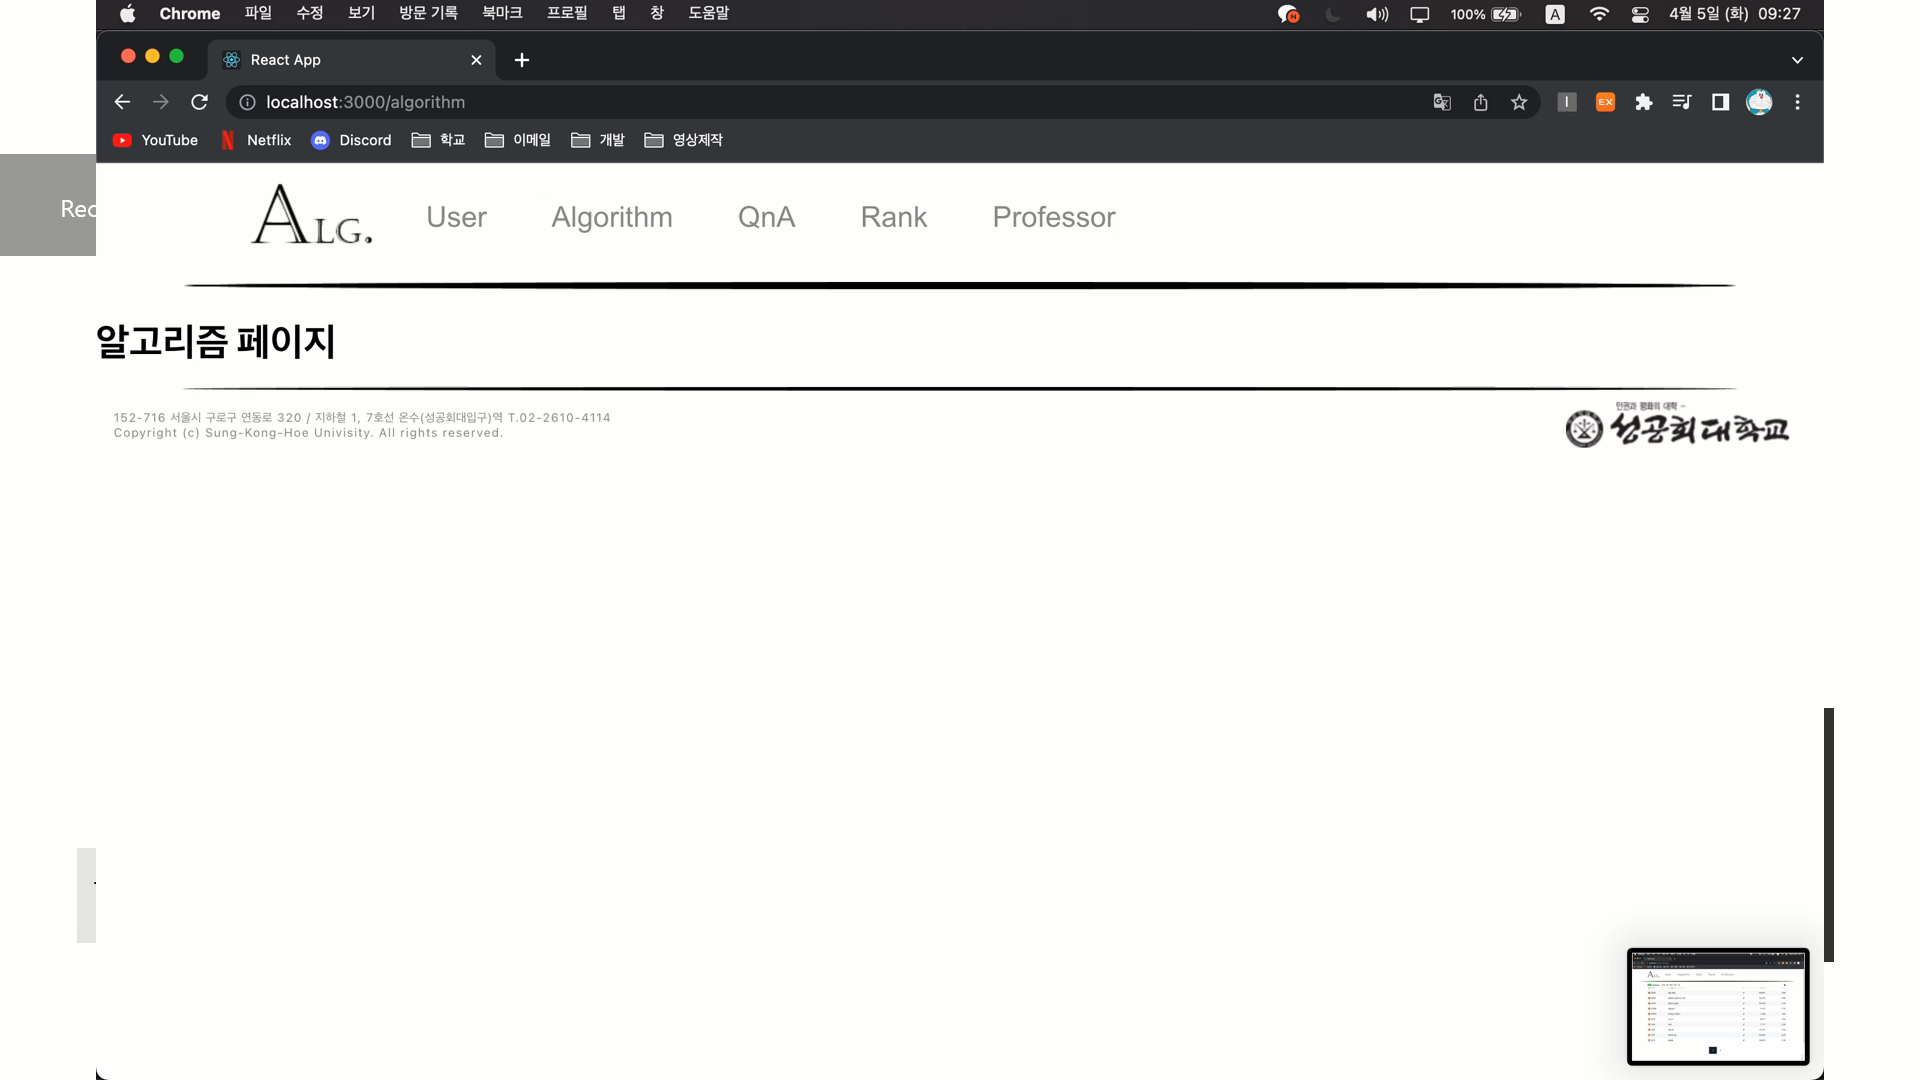 Chrome 파일 수정 보기 방문 기록 북마크 프로필 탭 창 도움말 100% A 4월 5일 (화) 09:27
React App
localhost:3000/algorithm EX
YouTube Netflix Discord 학교 이메일 개발 영상제작
Rec
ALG. User Algorithm QnA Rank Professor
알고리즘 페이지
152-716 서울시 구로구 연동로 320 / 지하철 1, 7호선 온수(성공회대입구)역 T.02-2610-4114
Copyright (c) Sung-Kong-Hoe Univisity. All rights reserved.
인권과 평화의 대학
성공회대학교